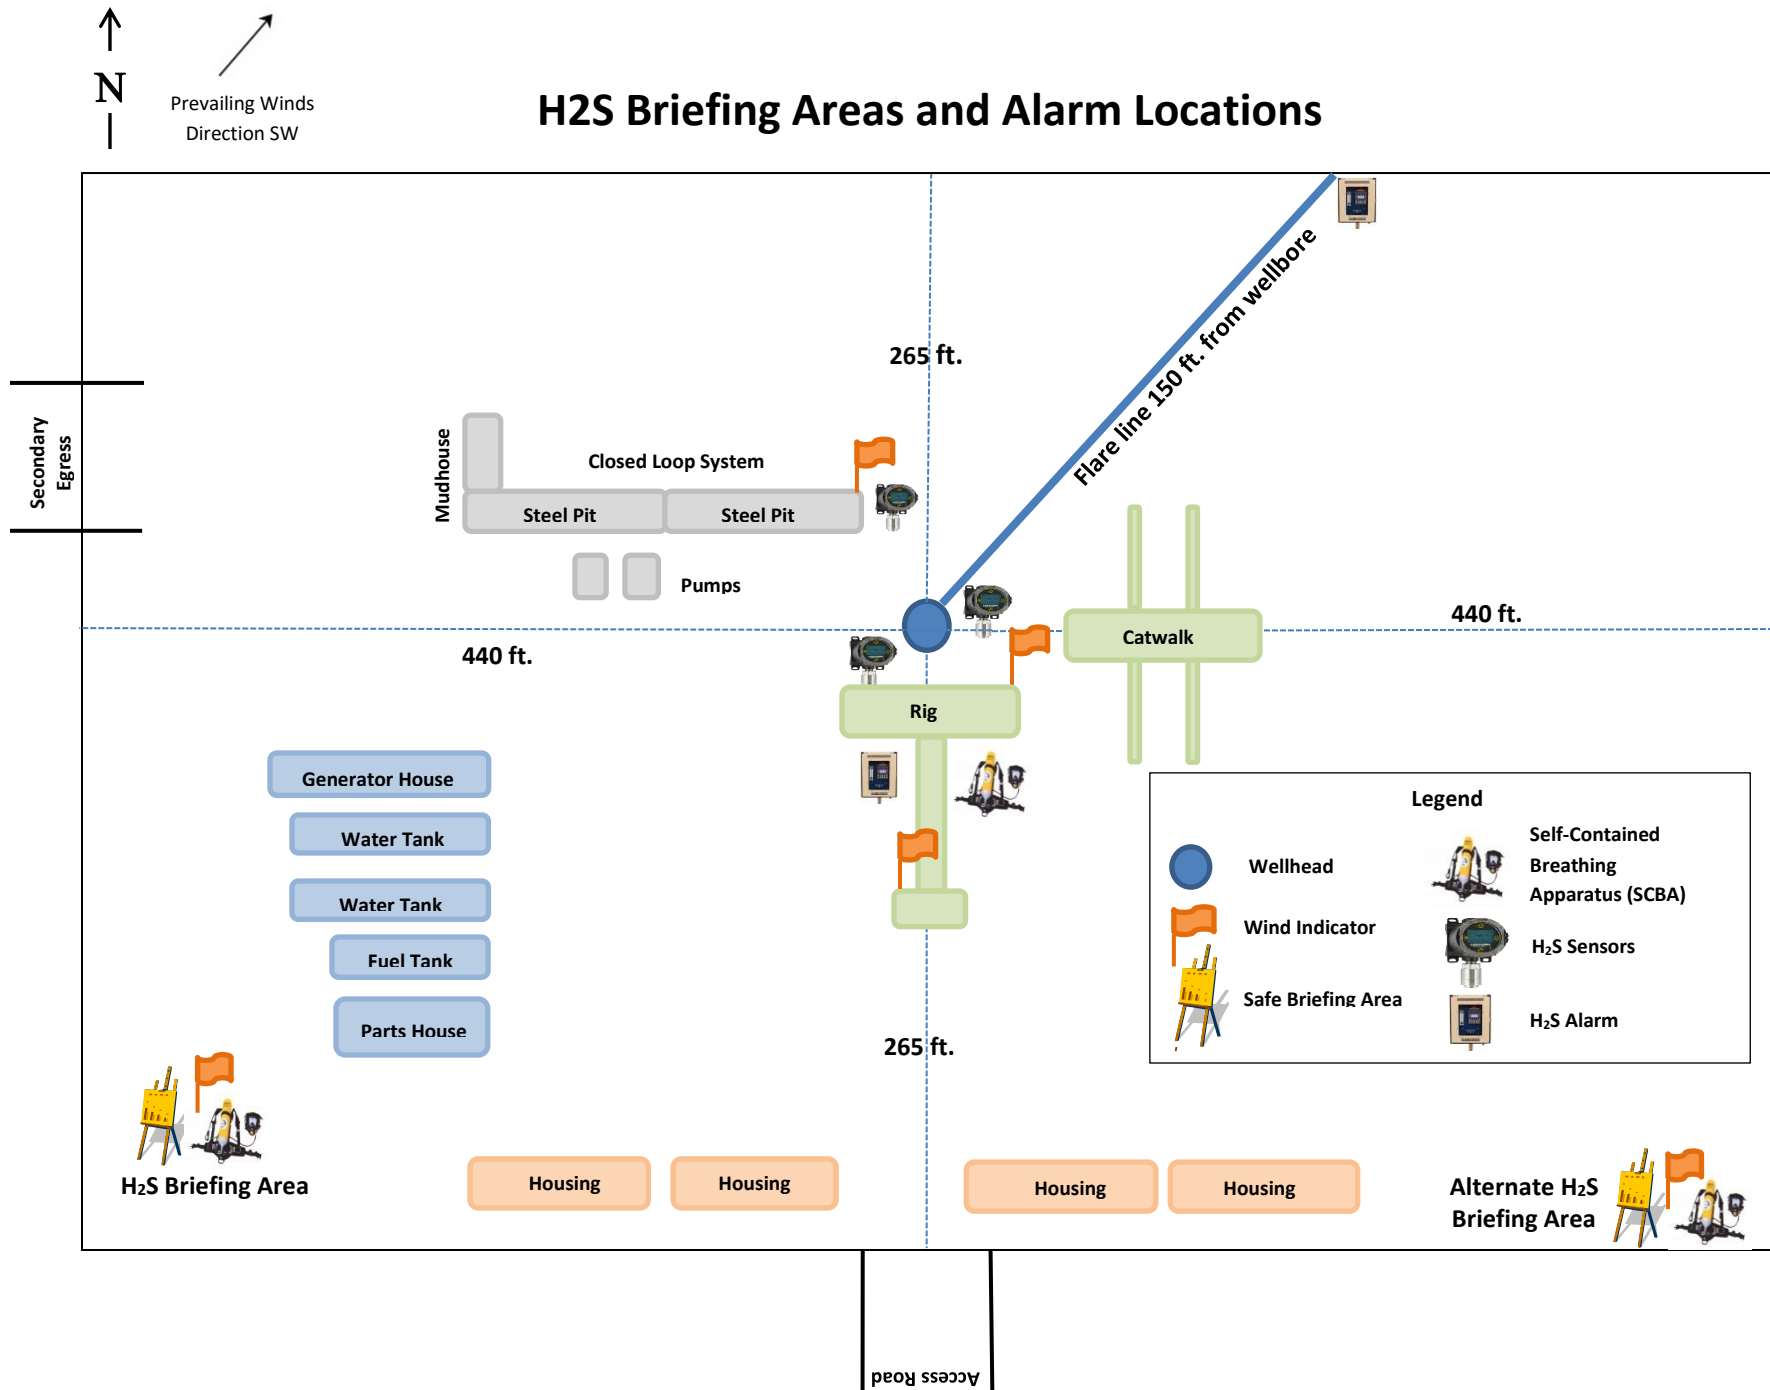 N
Prevailing Winds
Direction SW
H2S Briefing Areas and Alarm Locations
265 ft.
Flare line 150 ft. from wellbore
Secondary
Egress
Mudhouse
Closed Loop System
Steel Pit
Steel Pit
Pumps
440 ft.
Catwalk
440 ft.
Rig
Generator House
Water Tank
Water Tank
Fuel Tank
Parts House
265 ft.
Legend
Wellhead
Wind Indicator
Safe Briefing Area
Self-Contained
Breathing
Apparatus (SCBA)
H₂S Sensors
H₂S Alarm
H₂S Briefing Area
Housing
Housing
Housing
Housing
Alternate H₂S
Briefing Area
Access Road